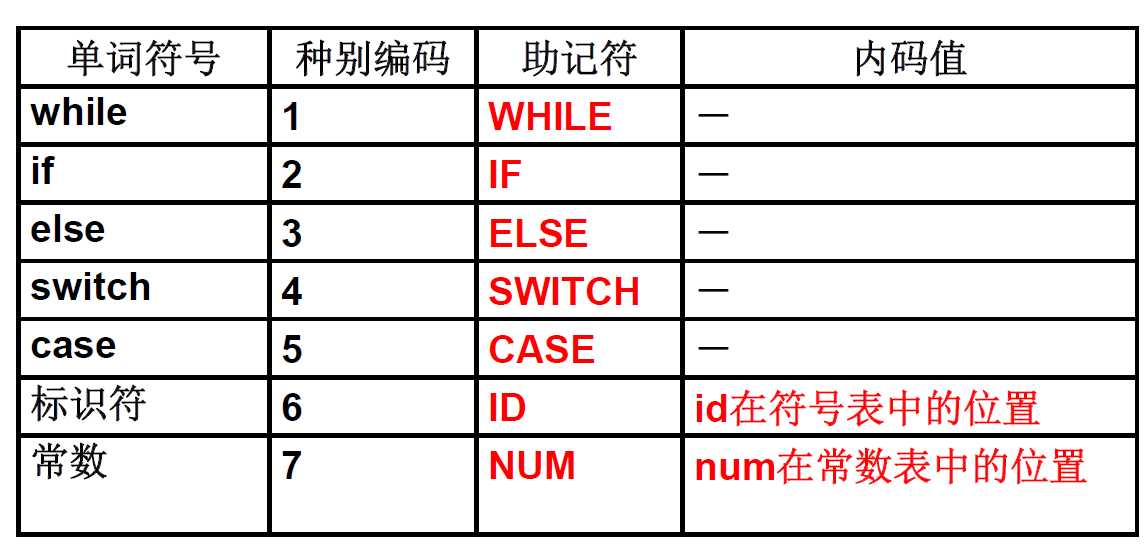 单词符号 种别编码 助记符 内码值
while 1 WHILE —
if 2 IF —
else 3 ELSE —
switch 4 SWITCH —
case 5 CASE —
标识符 6 ID id在符号表中的位置
常数 7 NUM num在常数表中的位置